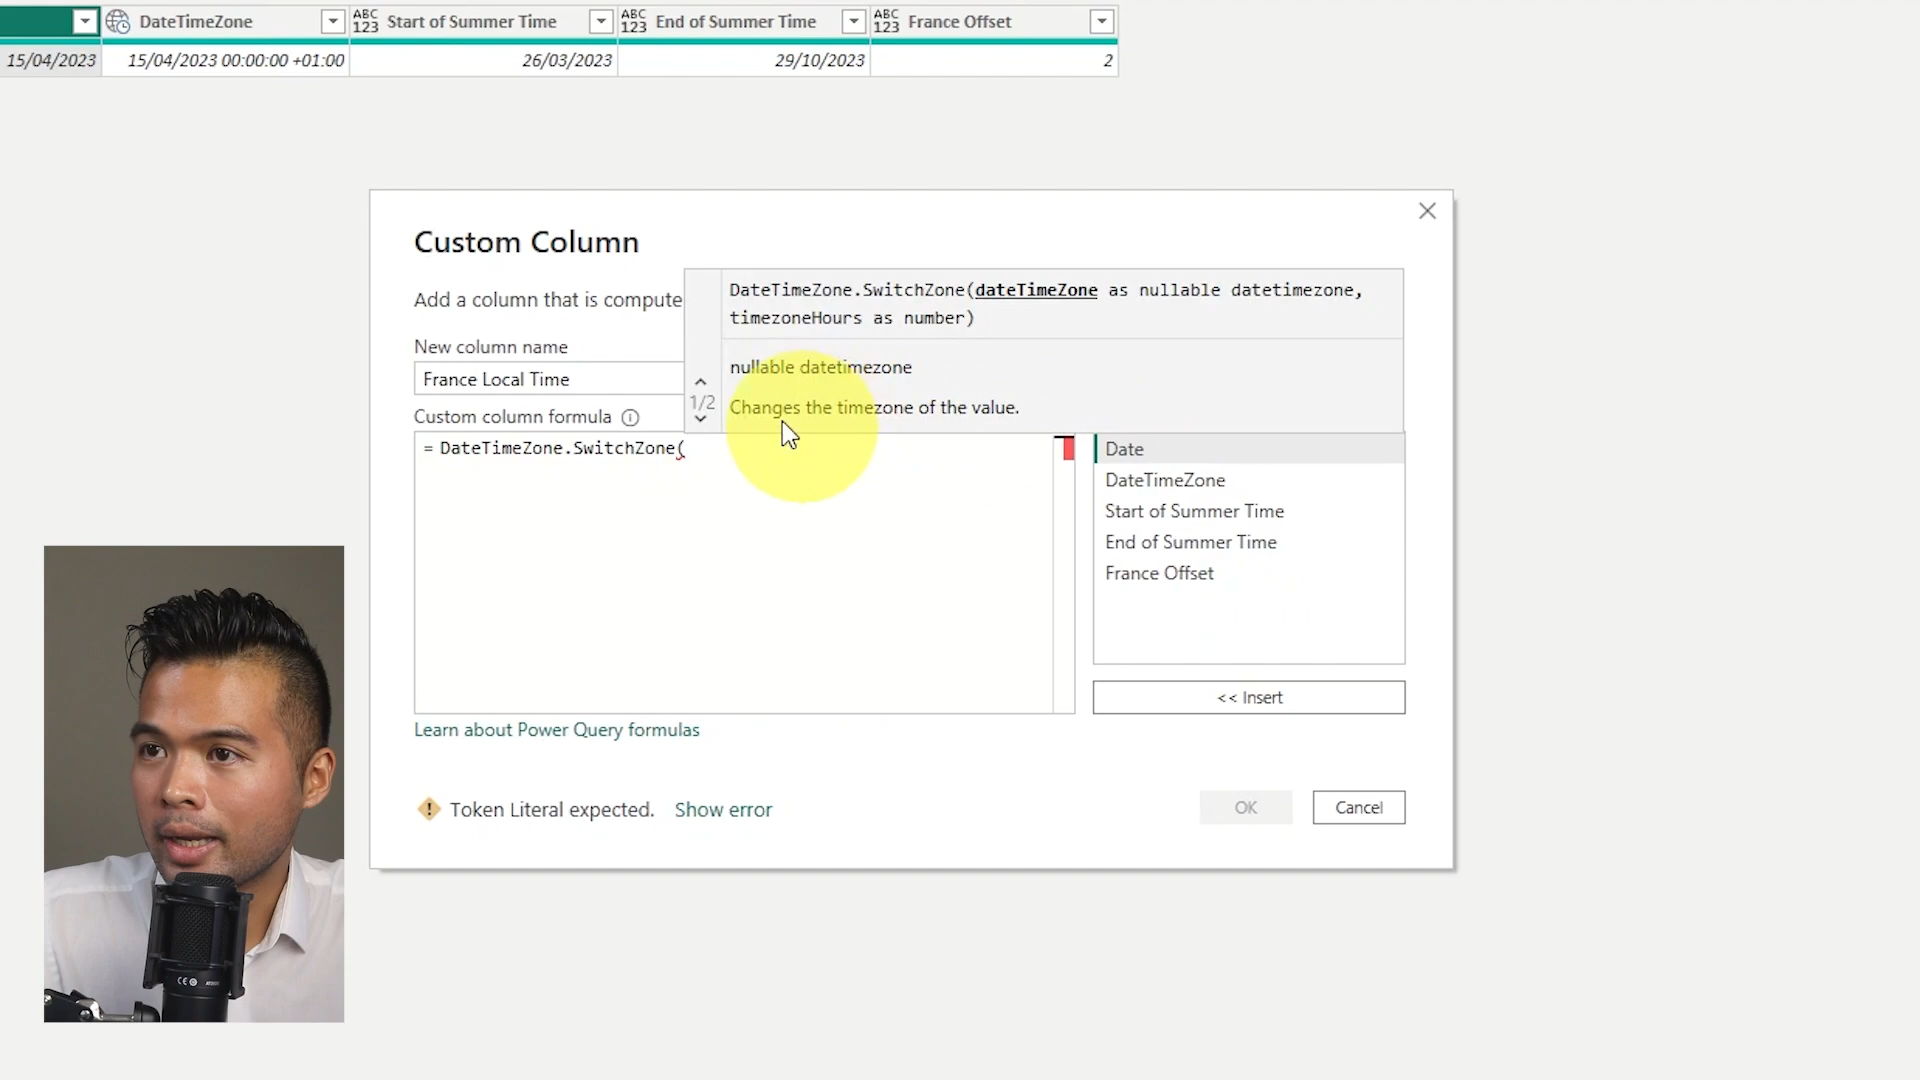 DateTimeZone
ABC 123 Start of Summer Time
ABC 123 End of Summer Time
ABC 123 France Offset
15/04/2023
15/04/2023 00:00:00 +01:00
26/03/2023
29/10/2023
2
Custom Column
Add a column that is compute
DateTimeZone.SwitchZone(dateTimeZone as nullable datetimezone,
timezoneHours as number)
nullable datetimezone
1/2
Changes the timezone of the value.
New column name
France Local Time
Custom column formula
= DateTimeZone.SwitchZone(
Date
DateTimeZone
Start of Summer Time
End of Summer Time
France Offset
<< Insert
Learn about Power Query formulas
Token Literal expected. Show error
OK
Cancel